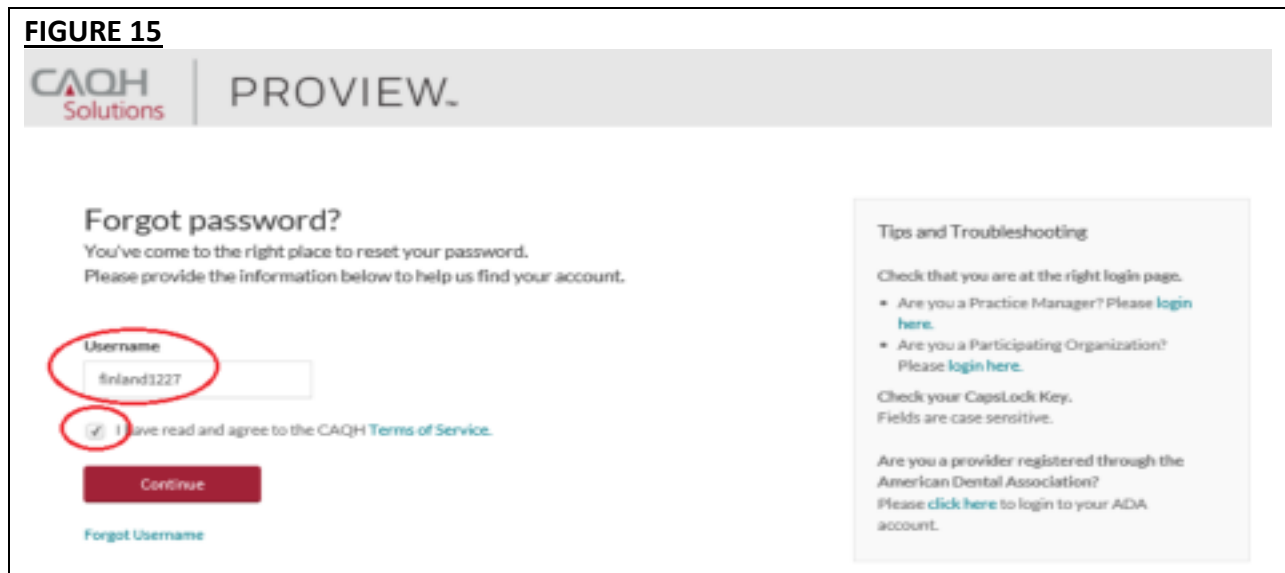 FIGURE 15
CAQH
Solutions
PROVIEW™
Forgot password?
You've come to the right place to reset your password.
Please provide the information below to help us find your account.
Username
finland1227
I have read and agree to the CAQH Terms of Service.
Continue
Forgot Username
Tips and Troubleshooting
Check that you are at the right login page.
• Are you a Practice Manager? Please login
here.
• Are you a Participating Organization?
Please login here.
Check your CapsLock Key.
Fields are case sensitive.
Are you a provider registered through the
American Dental Association?
Please click here to login to your ADA
account.